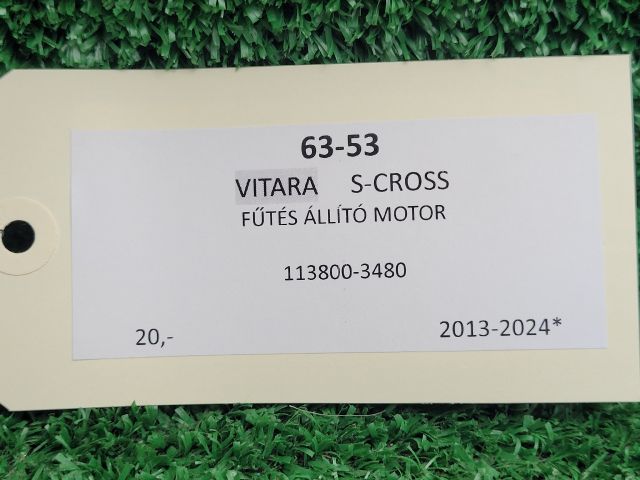 63-53
VITARA S-CROSS
FŰTÉS ÁLLÍTÓ MOTOR
113800-3480
20,- 2013-2024*